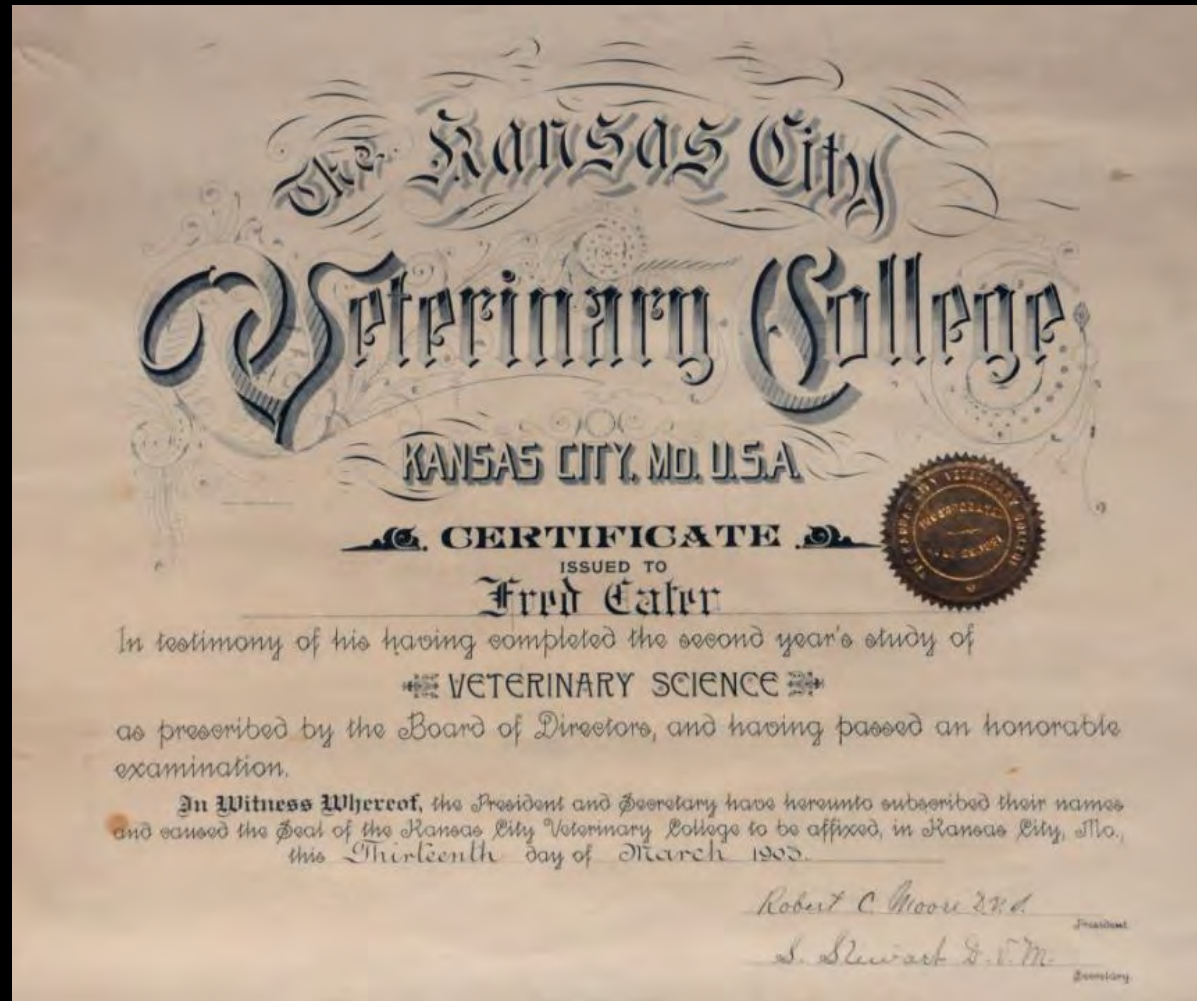 The Kansas City
Veterinary College
KANSAS CITY, MO. U.S.A.
CERTIFICATE
ISSUED TO
Fred Cater
In testimony of his having completed the second year's study of
VETERINARY SCIENCE
as prescribed by the Board of Directors, and having passed an honorable
examination.
In Witness Whereof, the President and Secretary have hereunto subscribed their names
and caused the Seal of the Kansas City Veterinary College to be affixed, in Kansas City, Mo.,
this Thirteenth day of March 1903.
Robert C. Moore D.V.S.
President.
S. Stewart D.V.M.
Secretary.